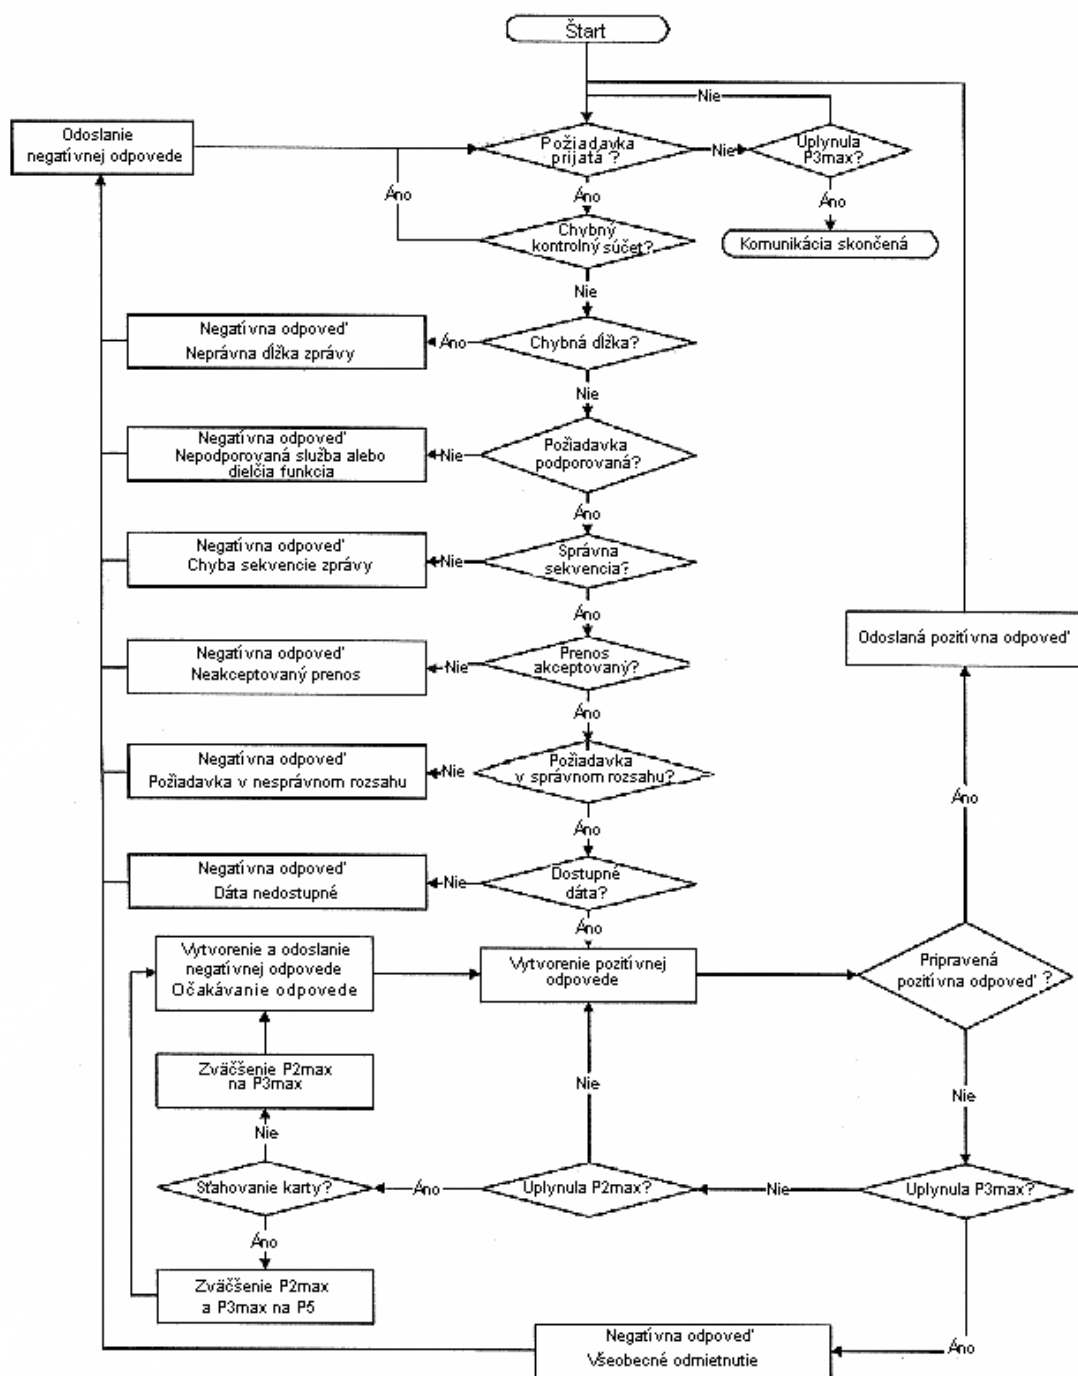 Štart
Nie
Odoslanie
negatívnej odpovede
Požiadavka
prijatá ?
Nie
Uplynula
P3max?
Áno
Áno
Áno
Chybný
kontrolný súčet?
Komunikácia skončená
Nie
Negatívna odpoveď
Neprávna dĺžka zprávy
Áno
Chybná dĺžka?
Nie
Negatívna odpoveď
Nepodporovaná služba alebo
dielčia funkcia
Nie
Požiadavka
podporovaná?
Áno
Negatívna odpoveď
Chyba sekvencie zprávy
Nie
Správna
sekvencia?
Áno
Odoslaná pozitívna odpoveď
Negatívna odpoveď
Neakceptovaný prenos
Nie
Prenos
akceptovaný?
Áno
Negatívna odpoveď
Požiadavka v nesprávnom rozsahu
Nie
Požiadavka
v správnom rozsahu?
Áno
Áno
Negatívna odpoveď
Dáta nedostupné
Nie
Dostupné
dáta?
Áno
Vytvorenie a odoslanie
negatívnej odpovede
Očakávanie odpovede
Vytvorenie pozitívnej
odpovede
Pripravená
pozitívna odpoveď ?
Zväčšenie P2max
na P3max
Nie
Nie
Nie
Sťahovanie karty?
Áno
Uplynula P2max?
Nie
Uplynula P3max?
Áno
Zväčšenie P2max
a P3max na P5
Negatívna odpoveď
Všeobecné odmietnutie
Áno